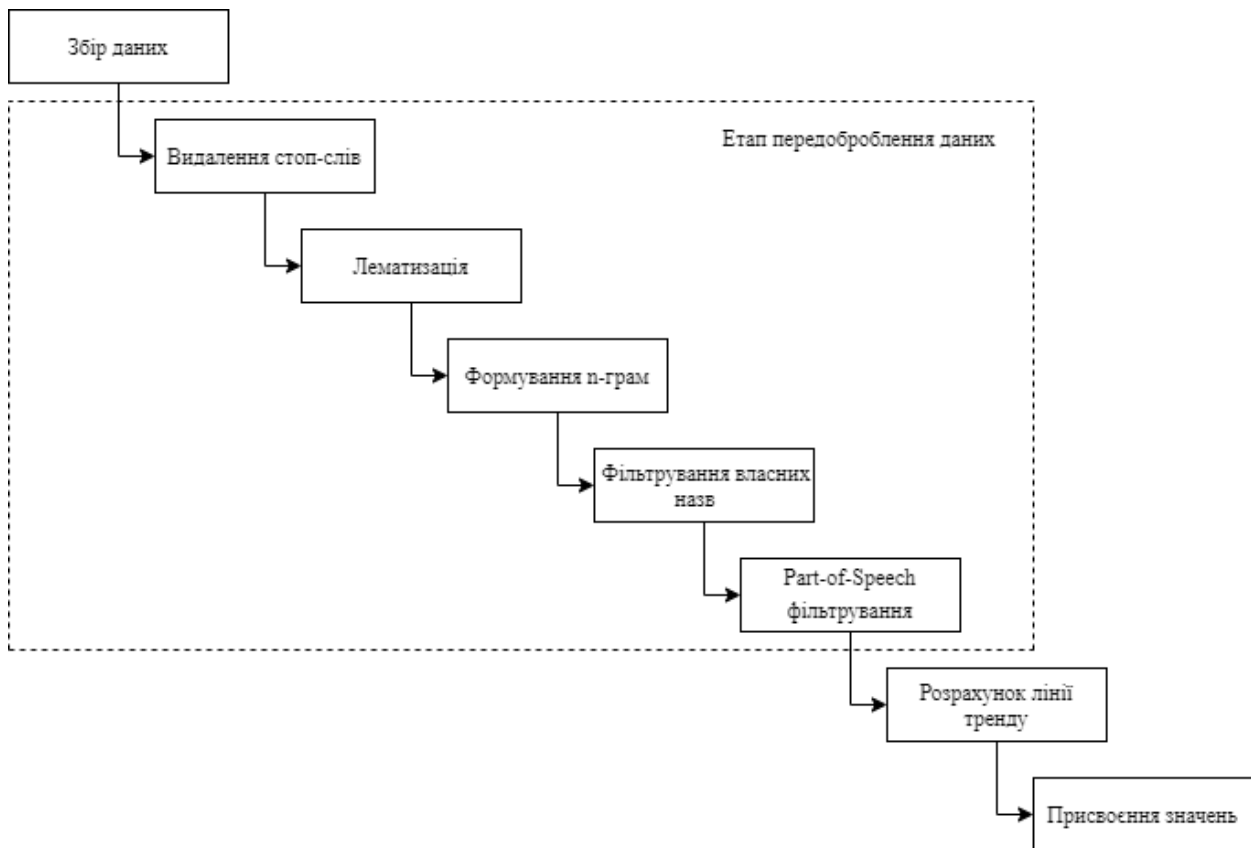 Збір даних
Етап передоброблення даних
Видалення стоп-слів
Лематизація
Формування n-грам
Фільтрування власних
назв
Part-of-Speech
фільтрування
Розрахунок лінії
тренду
Присвоєння значень